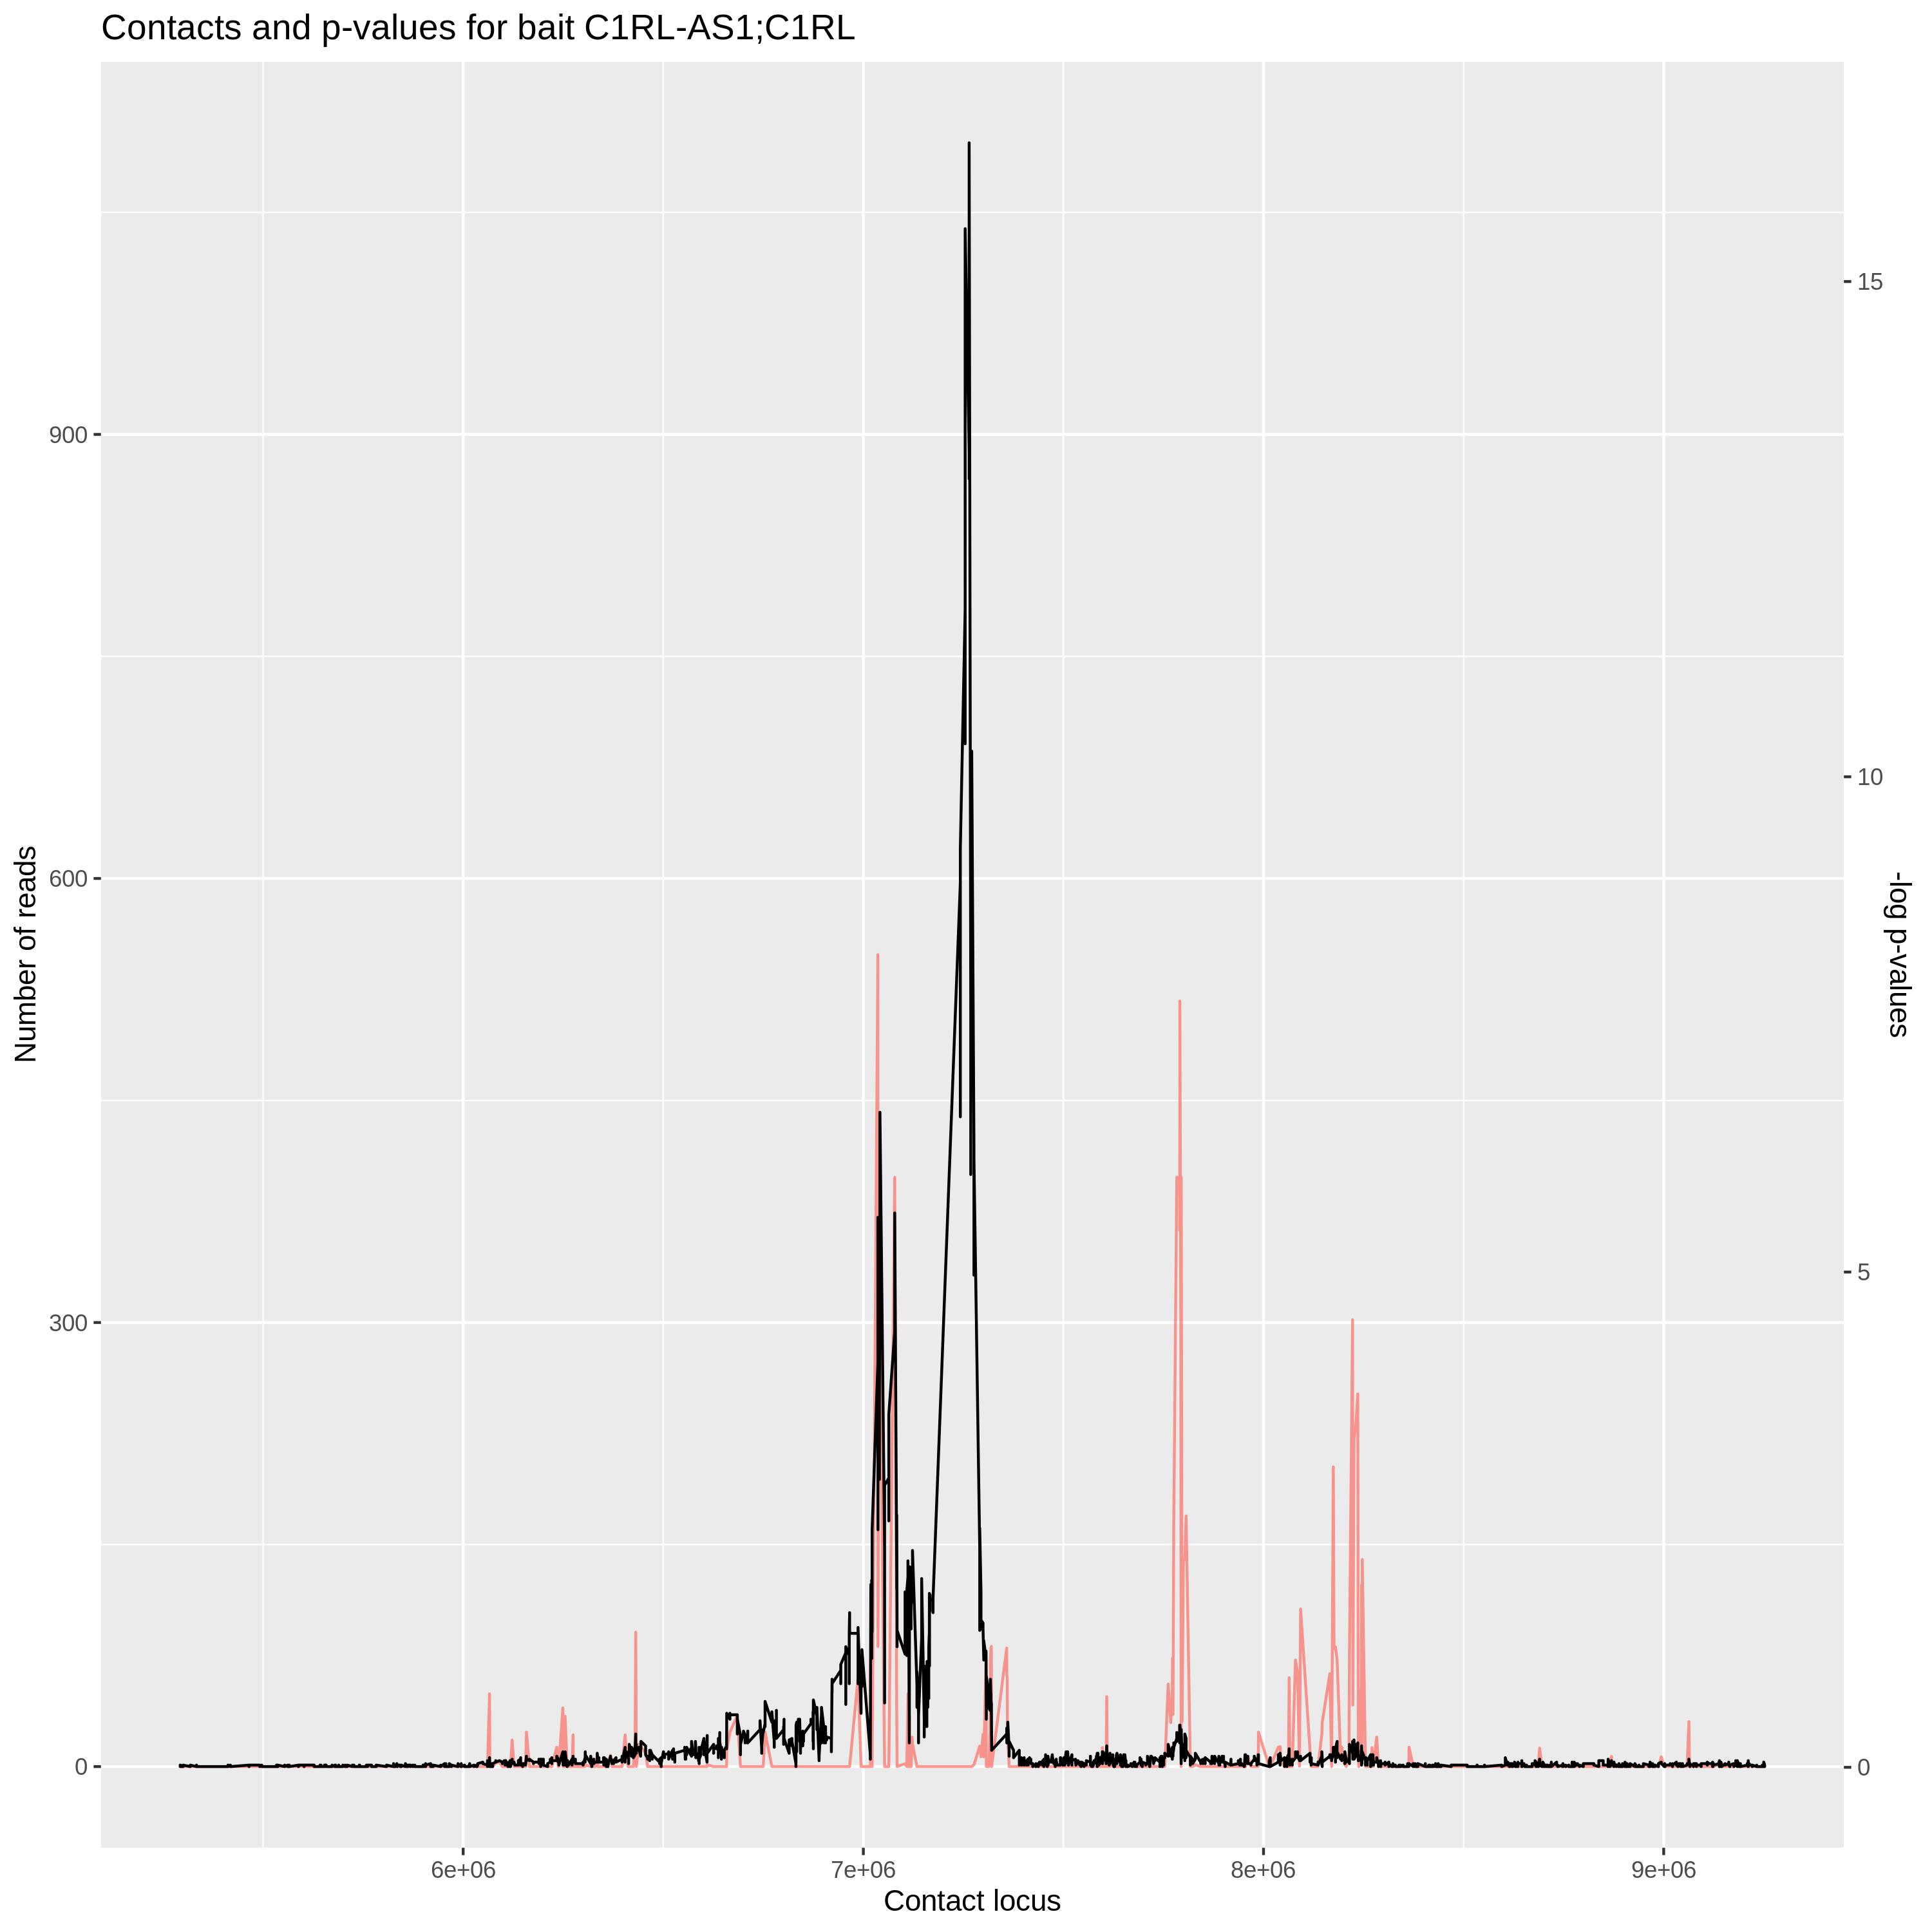 Contacts and p-values for bait C1RL-AS1;C1RL
Number of reads
900
600
300
0
15
10
5
0
-log p-values
6e+06 7e+06 8e+06 9e+06
Contact locus